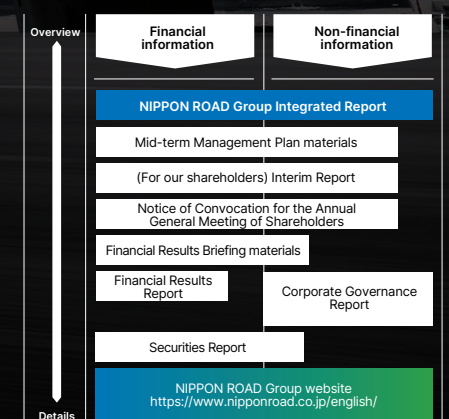 Overview
Financial
information
Non-financial
information
NIPPON ROAD Group Integrated Report
Mid-term Management Plan materials
(For our shareholders) Interim Report
Notice of Convocation for the Annual
General Meeting of Shareholders
Financial Results Briefing materials
Financial Results
Report
Corporate Governance
Report
Securities Report
NIPPON ROAD Group website
https://www.nipponroad.co.jp/english/
Details